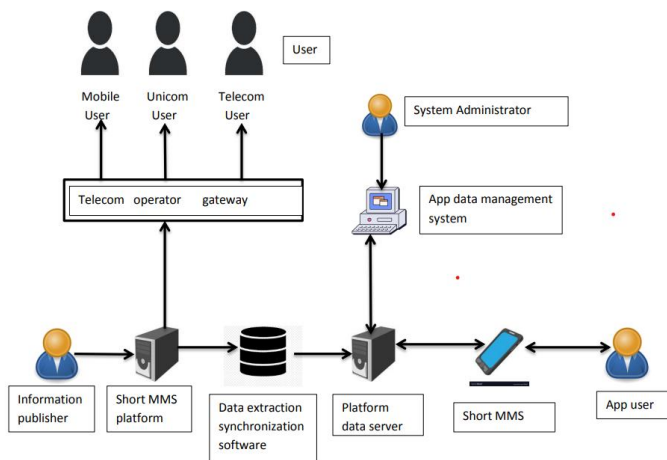 User
Mobile
User
Unicom
User
Telecom
User
System Administrator
Telecom operator gateway
App data management
system
Information
publisher
Short MMS
platform
Data extraction
synchronization
software
Platform
data server
Short MMS
App user